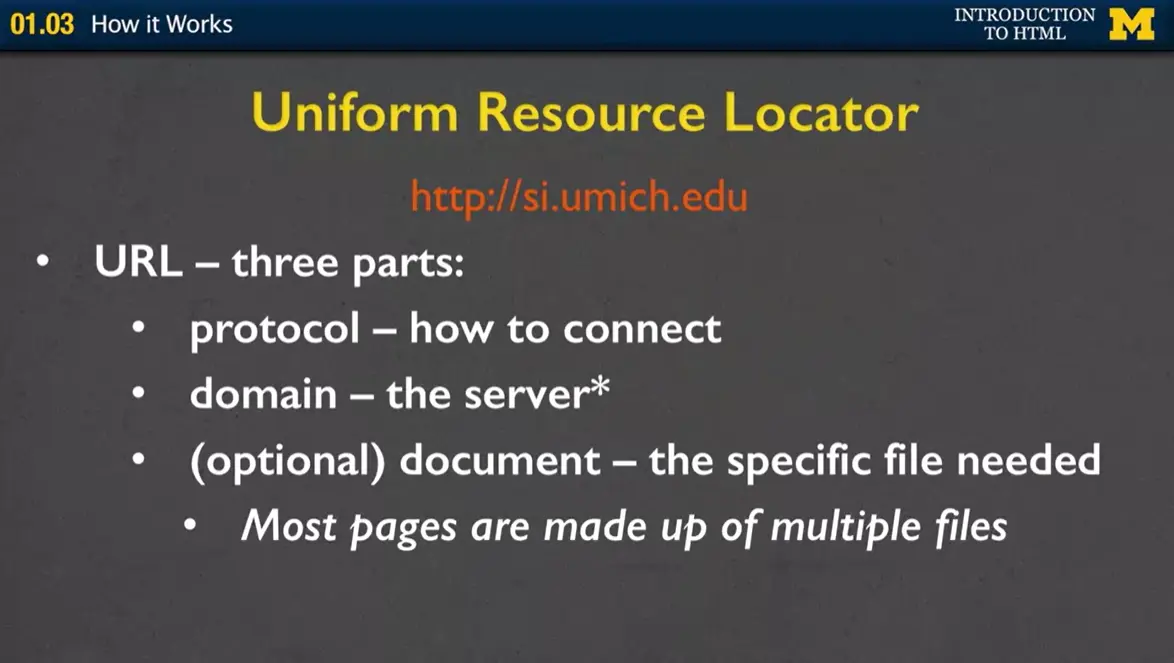 01.03 How it Works
INTRODUCTION
TO HTML
M
Uniform Resource Locator
http://si.umich.edu
• URL – three parts:
• protocol – how to connect
• domain – the server*
• (optional) document – the specific file needed
• Most pages are made up of multiple files